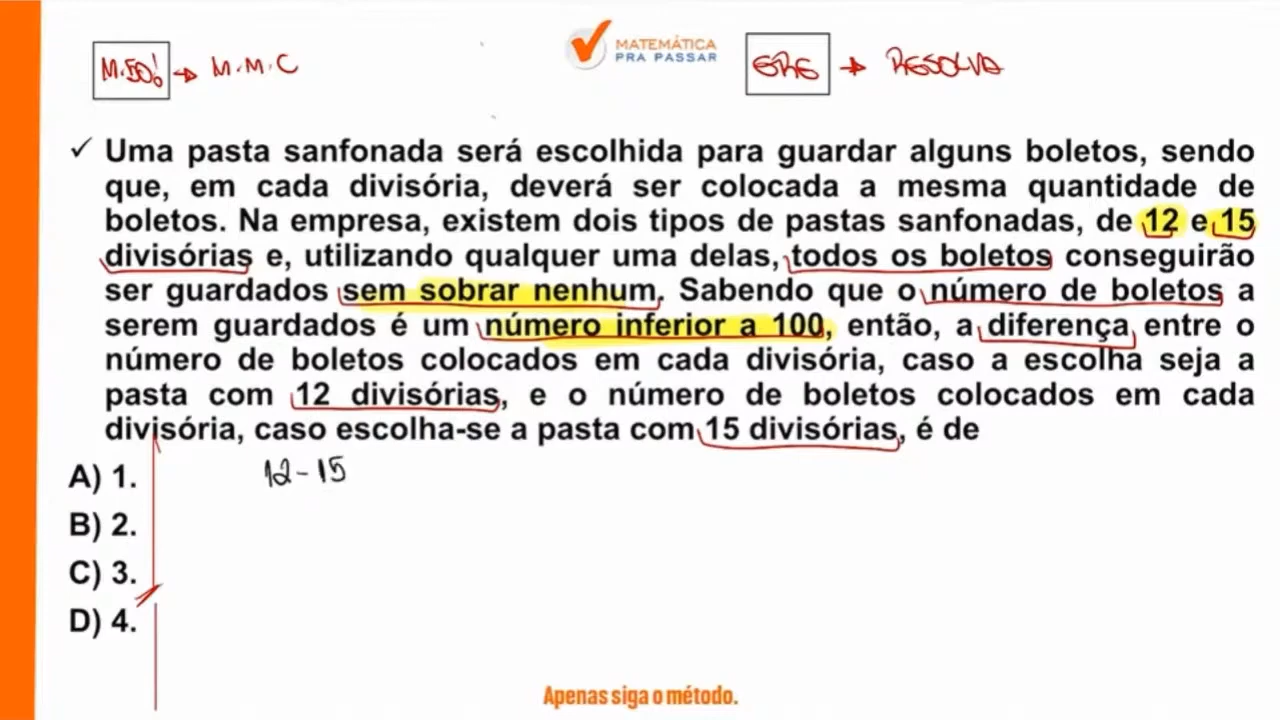 M.DO! → M.M.C
MATEMÁTICA
PRA PASSAR
→ RESOLVA
✓ Uma pasta sanfonada será escolhida para guardar alguns boletos, sendo
que, em cada divisória, deverá ser colocada a mesma quantidade de
boletos. Na empresa, existem dois tipos de pastas sanfonadas, de 12 e 15
divisórias e, utilizando qualquer uma delas, todos os boletos conseguirão
ser guardados sem sobrar nenhum. Sabendo que o número de boletos a
serem guardados é um número inferior a 100, então, a diferença entre o
número de boletos colocados em cada divisória, caso a escolha seja a
pasta com 12 divisórias, e o número de boletos colocados em cada
divisória, caso escolha-se a pasta com 15 divisórias, é de
12-15
A) 1.
B) 2.
C) 3.
D) 4.
Apenas siga o método.